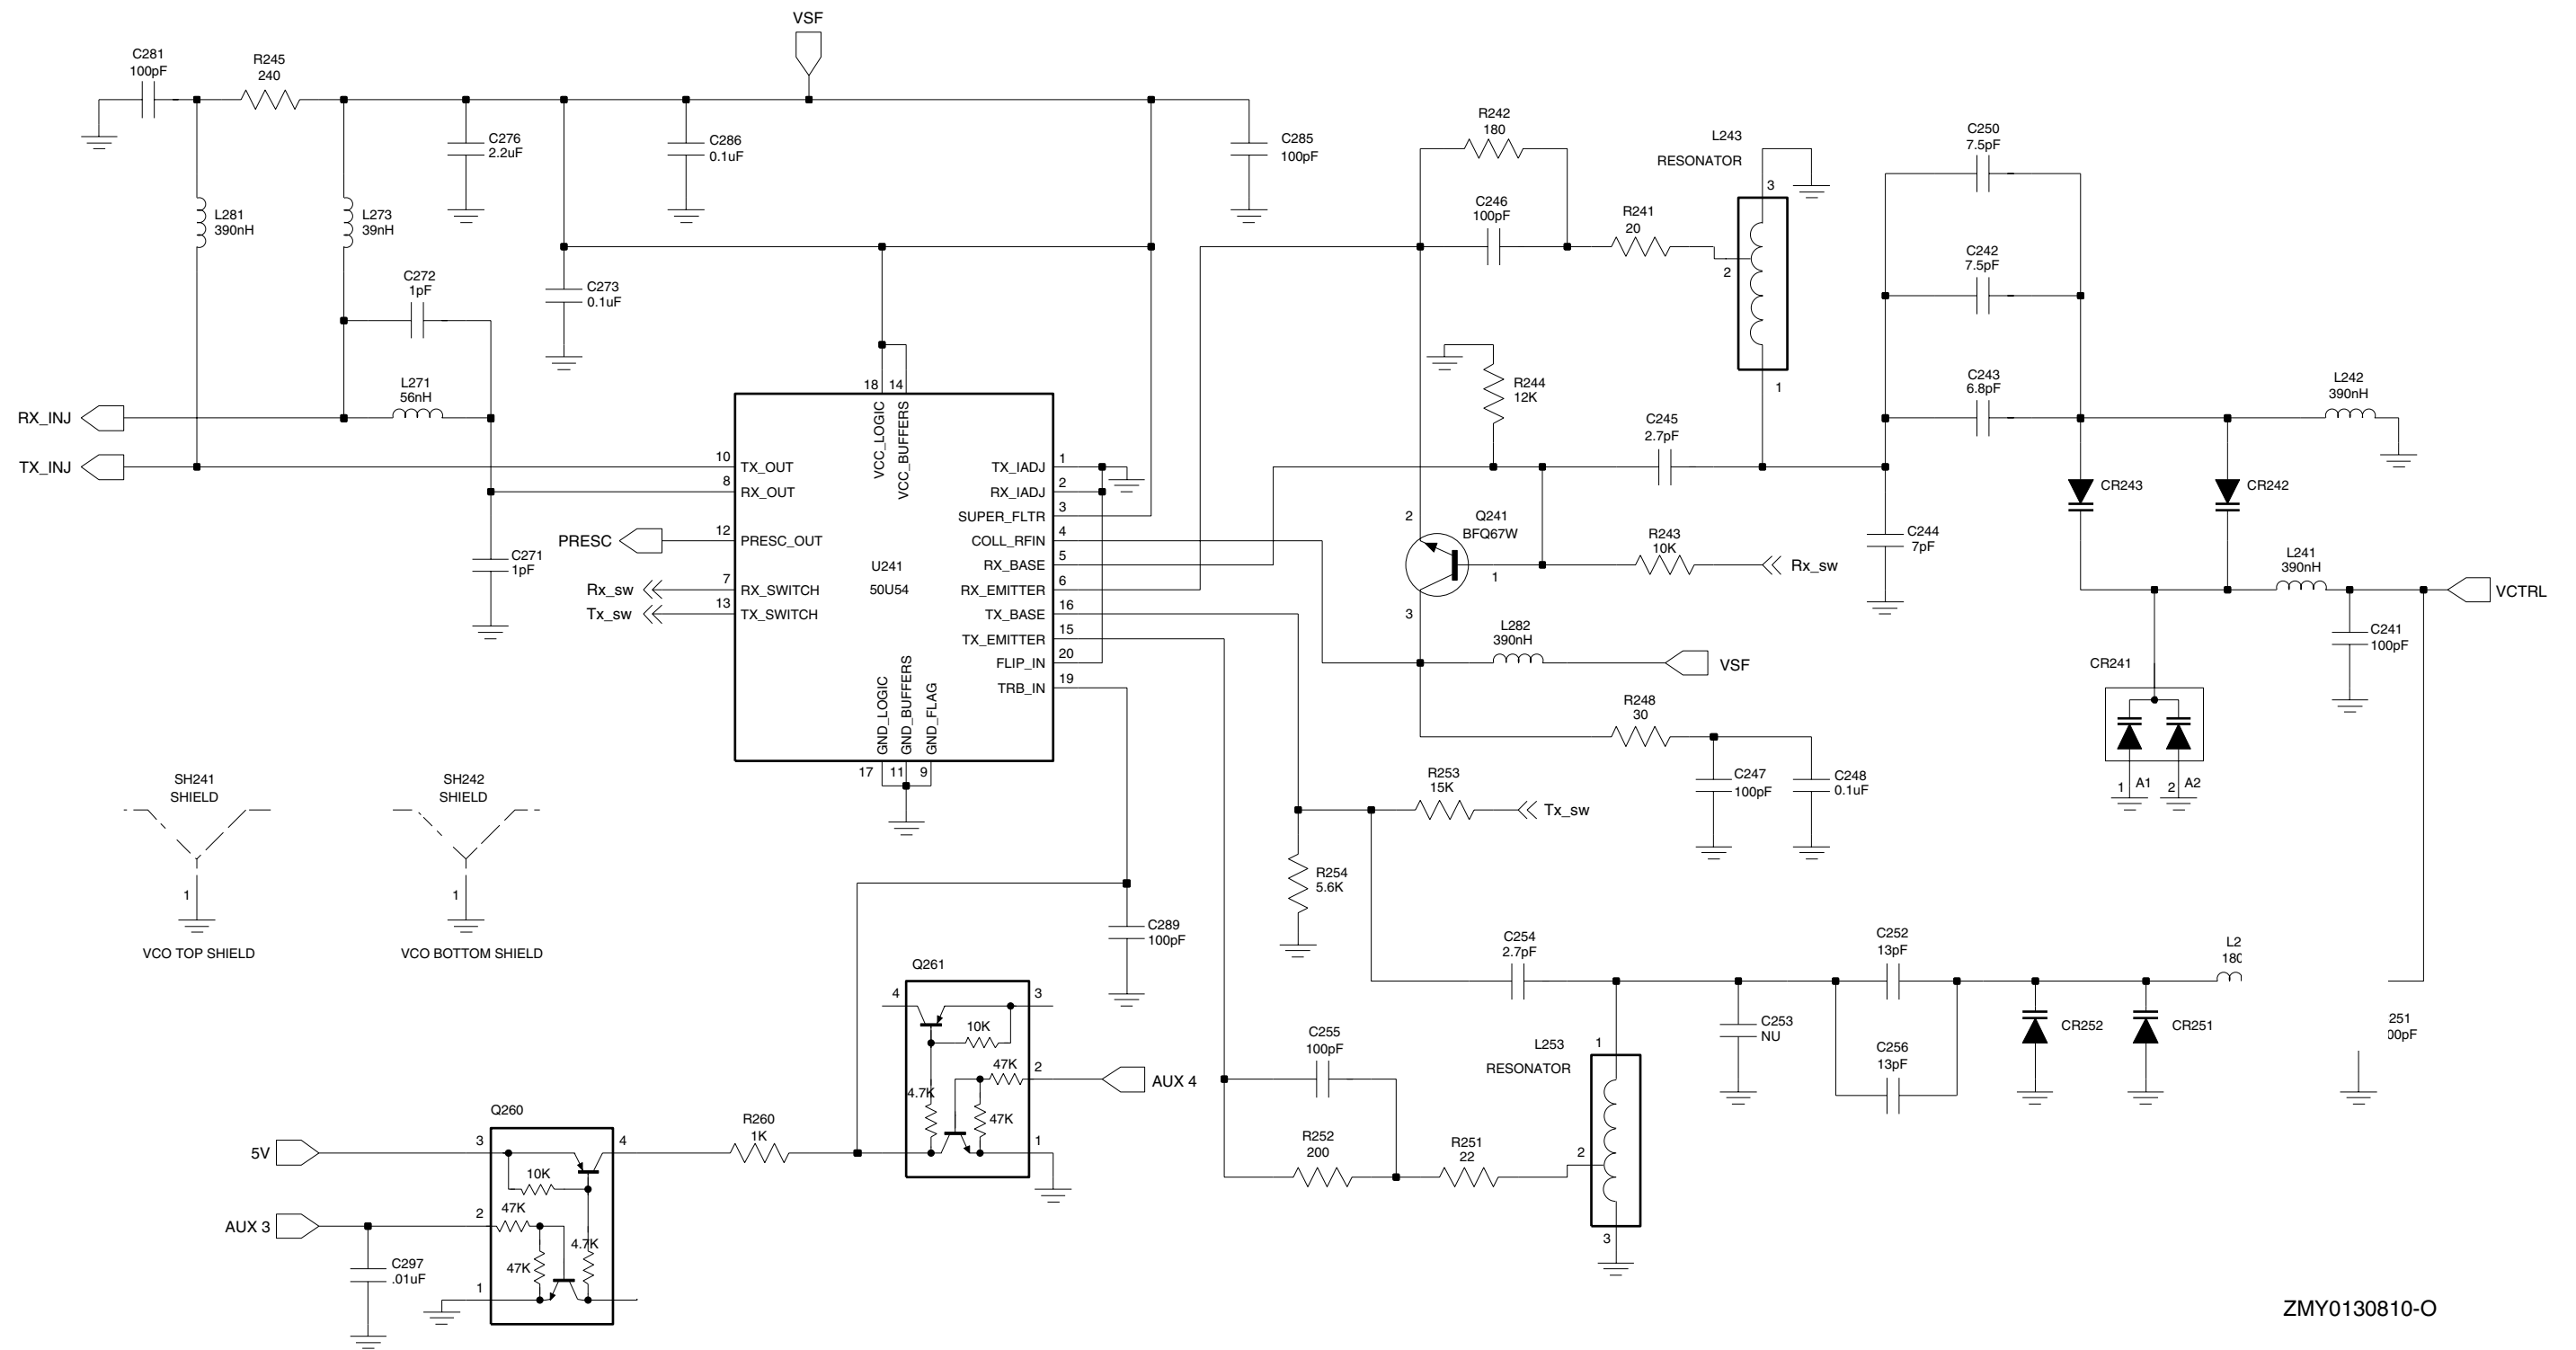 VSF
C281
100pF
R245
240
C276
2.2uF
C286
0.1uF
C285
100pF
L281
390nH
L273
39nH
C272
1pF
C273
0.1uF
L271
56nH
RX_INJ
TX_INJ
C271
1pF
PRESC
Rx_sw
Tx_sw
18
14
VCC_LOGIC
VCC_BUFFERS
10
TX_OUT
8
RX_OUT
12
PRESC_OUT
7
RX_SWITCH
13
TX_SWITCH
U241
50U54
TX_IADJ
1
RX_IADJ
2
SUPER_FLTR
3
COLL_RFIN
4
RX_BASE
5
RX_EMITTER
6
TX_BASE
16
TX_EMITTER
15
FLIP_IN
20
TRB_IN
19
GND_LOGIC
GND_BUFFERS
GND_FLAG
17
11
9
R242
180
C246
100pF
R241
20
L243
RESONATOR
3
2
1
R244
12K
C245
2.7pF
2
Q241
BFQ67W
1
3
R243
10K
Rx_sw
L282
390nH
VSF
R248
30
C247
100pF
C248
0.1uF
C250
7.5pF
C242
7.5pF
C243
6.8pF
C244
7pF
L242
390nH
CR243
CR242
L241
390nH
VCTRL
C241
100pF
CR241
1
A1
2
A2
R253
15K
Tx_sw
R254
5.6K
C289
100pF
SH241
SHIELD
1
VCO TOP SHIELD
SH242
SHIELD
1
VCO BOTTOM SHIELD
Q261
4
3
10K
47K
2
4.7K
47K
1
AUX 4
Q260
5V
3
4
10K
47K
2
AUX 3
4.7K
47K
1
C297
.01uF
R260
1K
C254
2.7pF
C252
13pF
C253
NU
C256
13pF
CR252
CR251
L2
180
251
00pF
C255
100pF
R252
200
R251
22
L253
RESONATOR
1
2
3
ZMY0130810-O